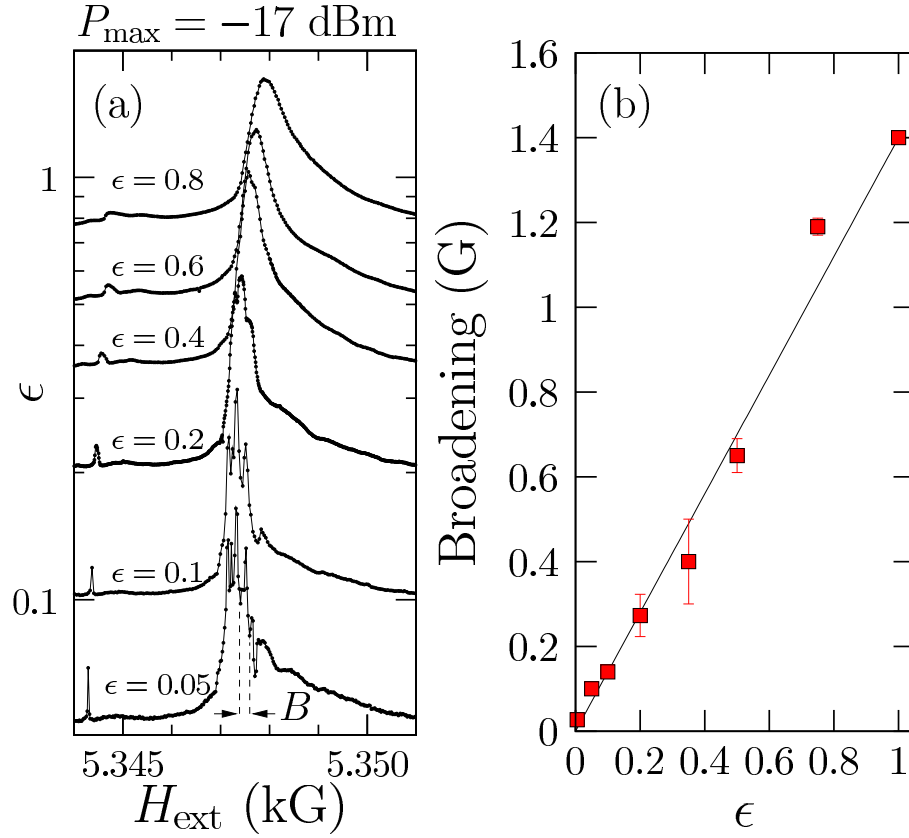 P_max = −17 dBm
(a)
1
ϵ = 0.8
ϵ = 0.6
ϵ = 0.4
ϵ
ϵ = 0.2
ϵ = 0.1
0.1
ϵ = 0.05
B
5.345 5.350
H_ext (kG)
(b)
1.6
1.4
1.2
1
0.8
0.6
0.4
0.2
0
Broadening (G)
0 0.2 0.4 0.6 0.8 1
ϵ